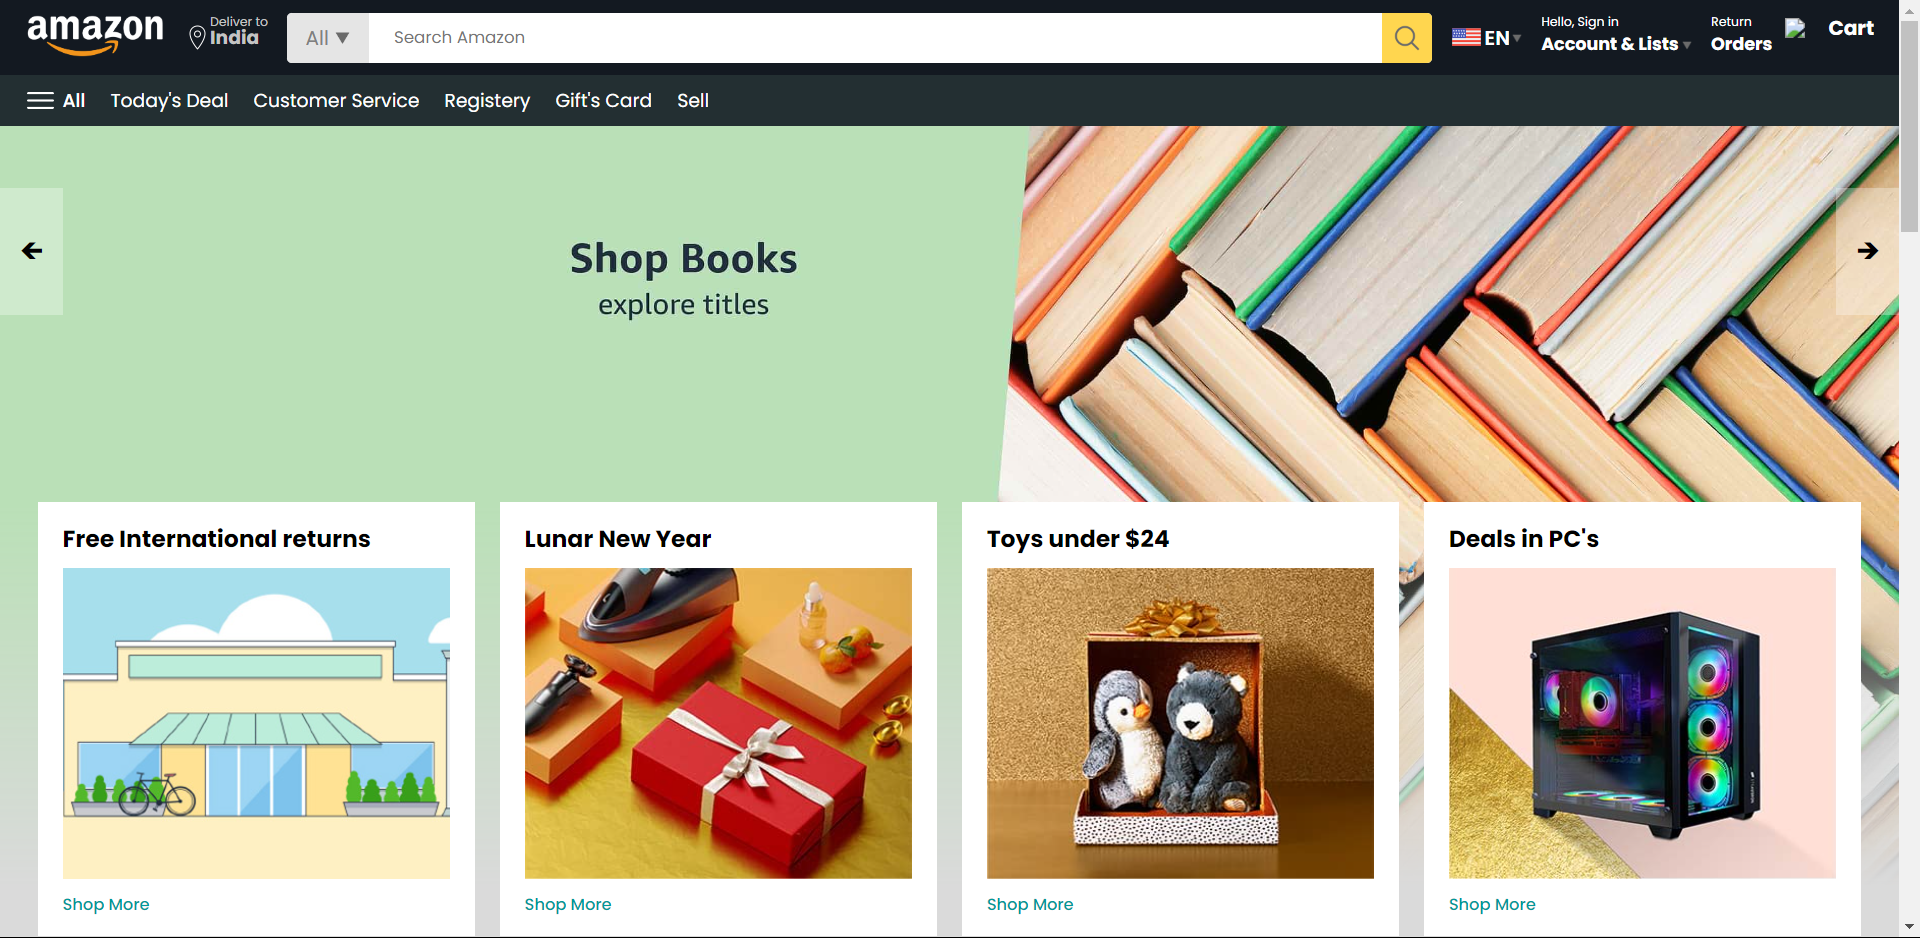 amazon
Deliver to
India
All ▼
Search Amazon
EN
Hello, Sign in
Account & Lists
Return
Orders
Cart
All
Today's Deal
Customer Service
Registery
Gift's Card
Sell
Shop Books
explore titles
Free International returns
Lunar New Year
Toys under $24
Deals in PC's
Shop More
Shop More
Shop More
Shop More